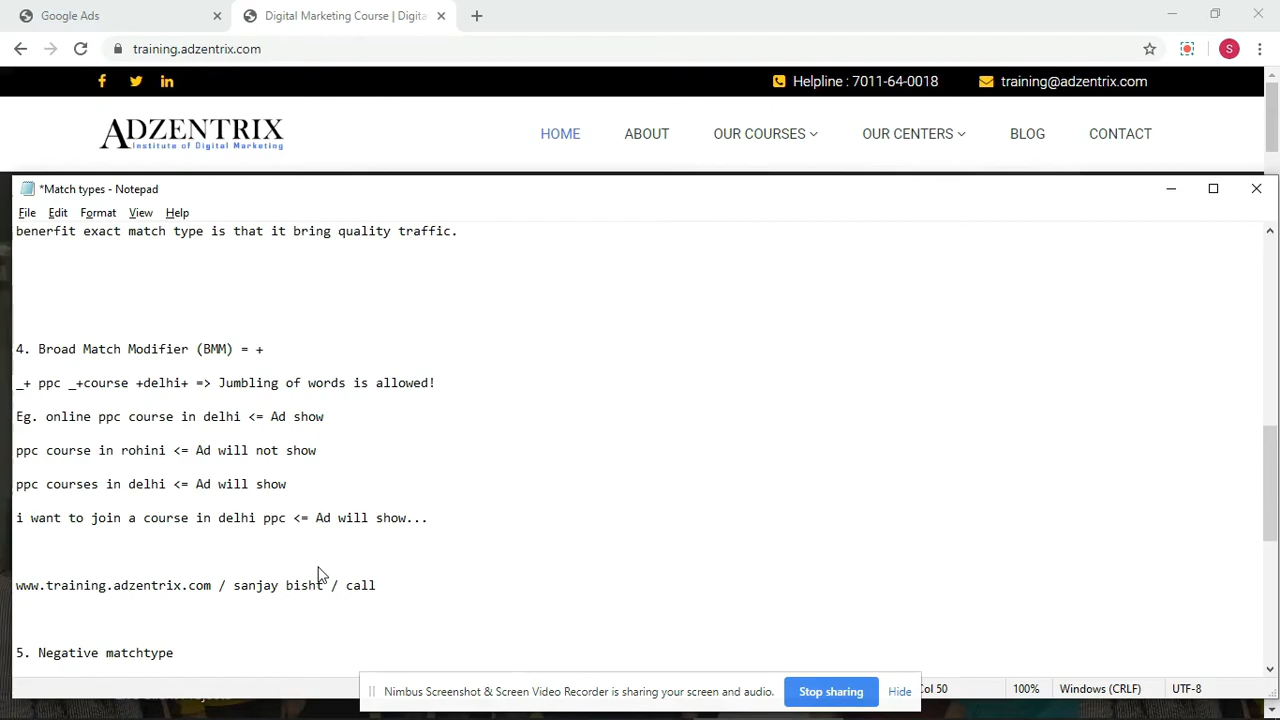 Google Ads
Digital Marketing Course | Digita
training.adzentrix.com
S
Helpline : 7011-64-0018
training@adzentrix.com
ADZENTRIX
Institute of Digital Marketing
HOME
ABOUT
OUR COURSES
OUR CENTERS
BLOG
CONTACT
*Match types - Notepad
File Edit Format View Help
benerfit exact match type is that it bring quality traffic.
4. Broad Match Modifier (BMM) = +
_+ ppc _+course +delhi+ => Jumbling of words is allowed!
Eg. online ppc course in delhi <= Ad show
ppc course in rohini <= Ad will not show
ppc courses in delhi <= Ad will show
i want to join a course in delhi ppc <= Ad will show...
www.training.adzentrix.com / sanjay bisht / call
5. Negative matchtype
Nimbus Screenshot & Screen Video Recorder is sharing your screen and audio.
Stop sharing
Hide
Col 50
100%
Windows (CRLF)
UTF-8